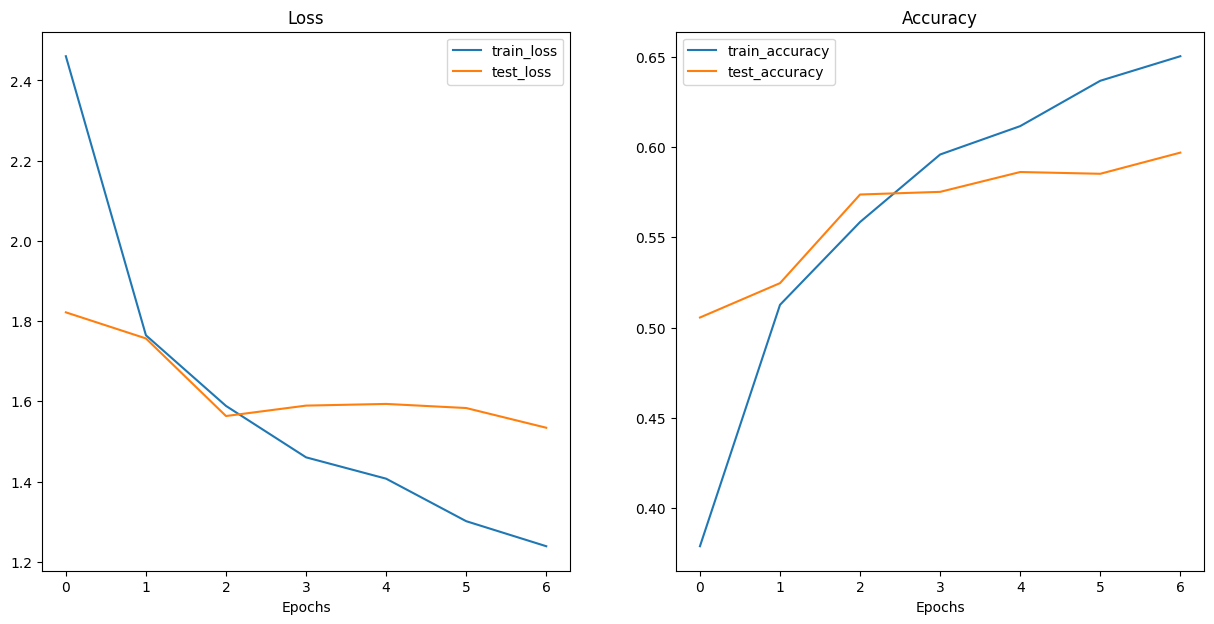 Loss
train_loss
test_loss
2.4
2.2
2.0
1.8
1.6
1.4
1.2
0 1 2 3 4 5 6
Epochs
Accuracy
train_accuracy
test_accuracy
0.65
0.60
0.55
0.50
0.45
0.40
0 1 2 3 4 5 6
Epochs